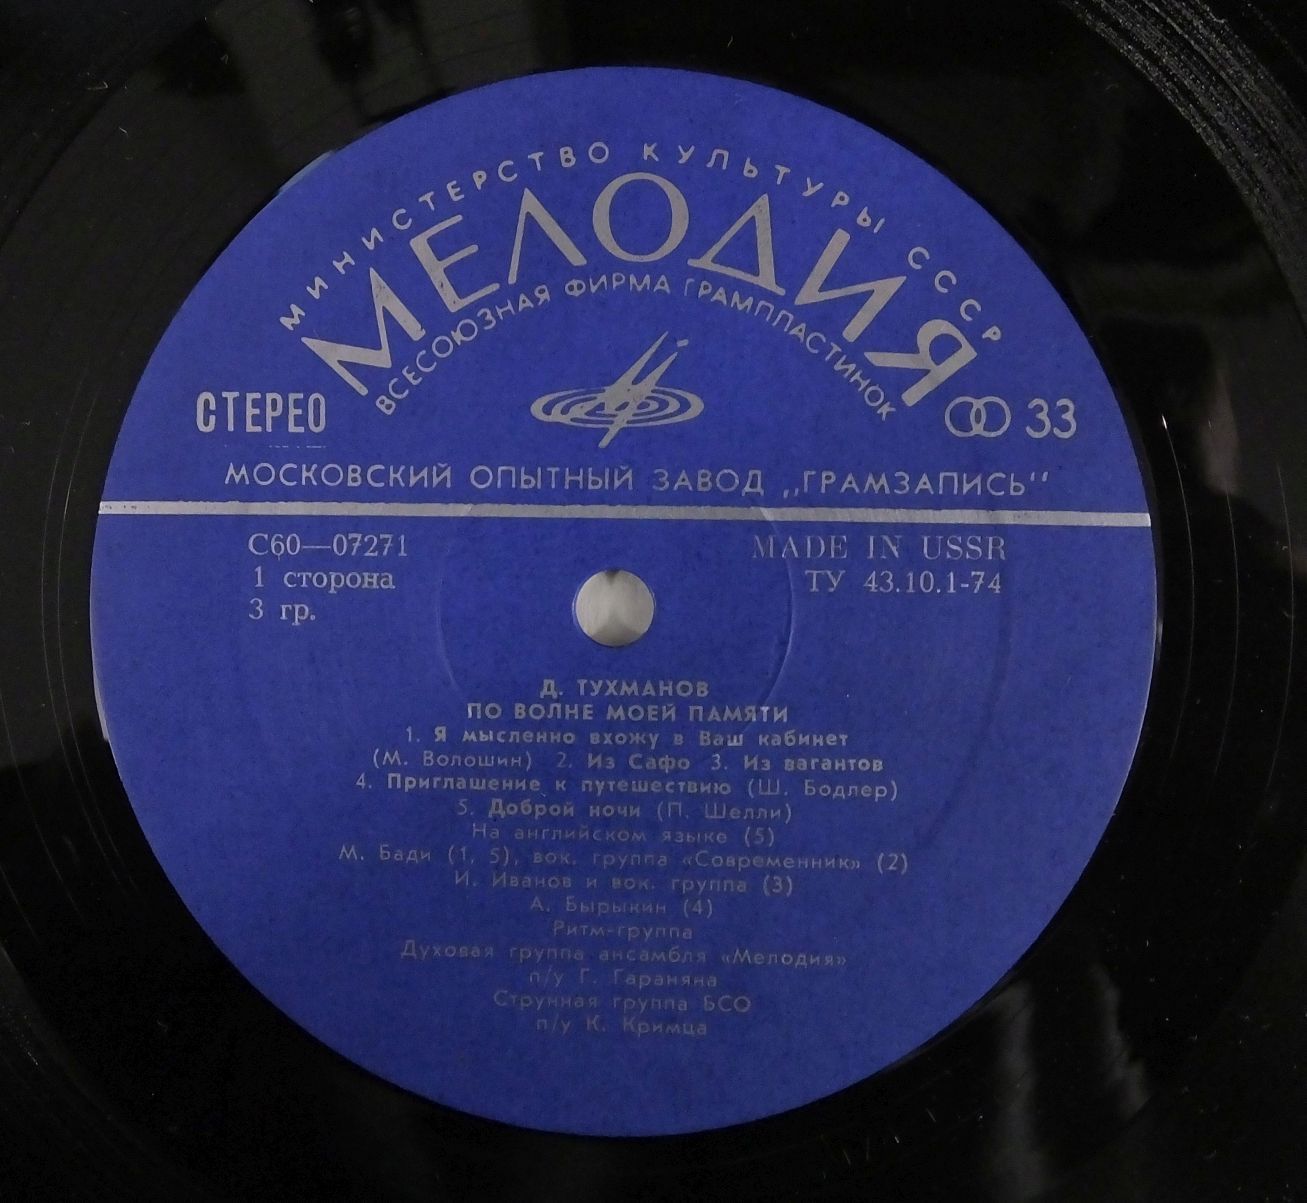 МИНИСТЕРСТВО КУЛЬТУРЫ СССР
МЕЛОДИЯ
ВСЕСОЮЗНАЯ ФИРМА ГРАМПЛАСТИНОК
СТЕРЕО
33
МОСКОВСКИЙ ОПЫТНЫЙ ЗАВОД „ГРАМЗАПИСЬ“
С60—07271
MADE IN USSR
1 сторона
ТУ 43.10.1-74
3 гр.
Д. ТУХМАНОВ
ПО ВОЛНЕ МОЕЙ ПАМЯТИ
1. Я мысленно вхожу в Ваш кабинет
(М. Волошин) 2. Из Сафо 3. Из вагантов
4. Приглашение к путешествию (Ш. Бодлер)
5. Доброй ночи (П. Шелли)
На английском языке (5)
М. Бади (1, 5), вок. группа «Современник» (2)
И. Иванов и вок. группа (3)
А. Бырыкин (4)
Ритм-группа
Духовая группа ансамбля «Мелодия»
п/у Г. Гараняна
Струнная группа БСО
п/у К. Кримца